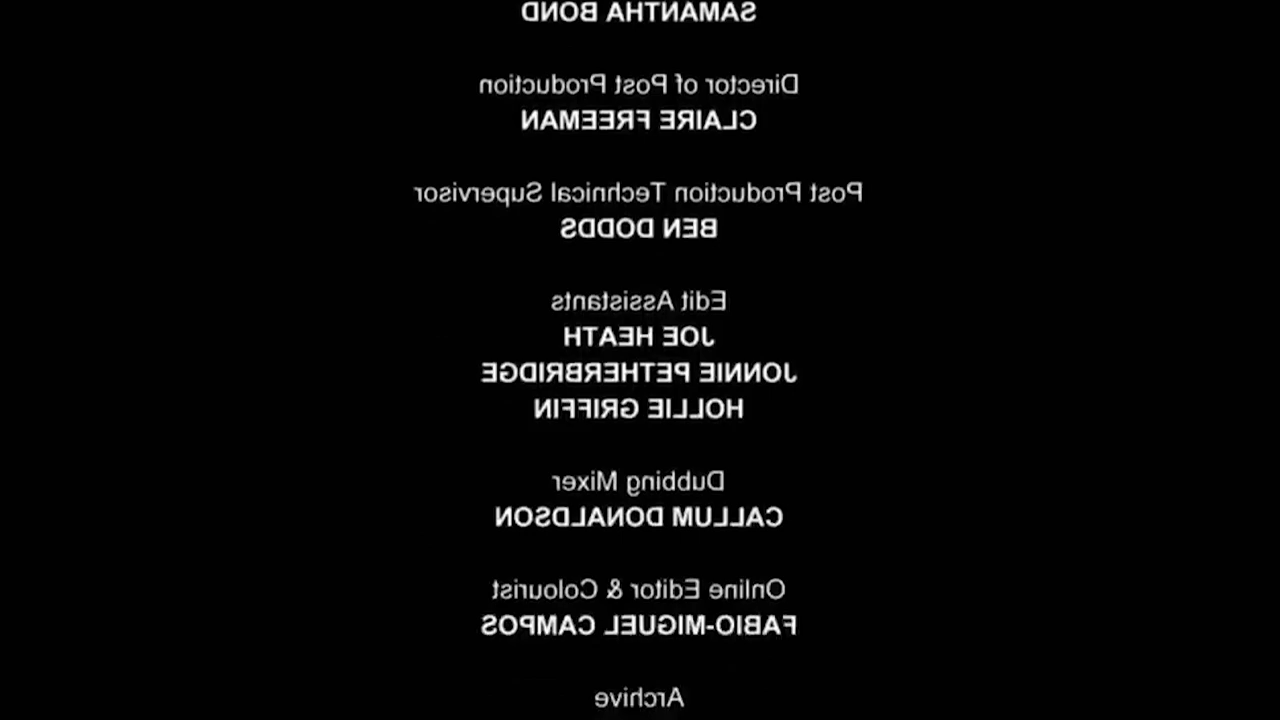 SAMANTHA BOND
Director of Post Production
CLAIRE FREEMAN
Post Production Technical Supervisor
BEN DODDS
Edit Assistants
JOE HEATH
JONNIE PETHERBRIDGE
HOLLIE GRIFFIN
Dubbing Mixer
CALLUM DONALDSON
Online Editor & Colourist
FABIO-MIGUEL CAMPOS
Archive